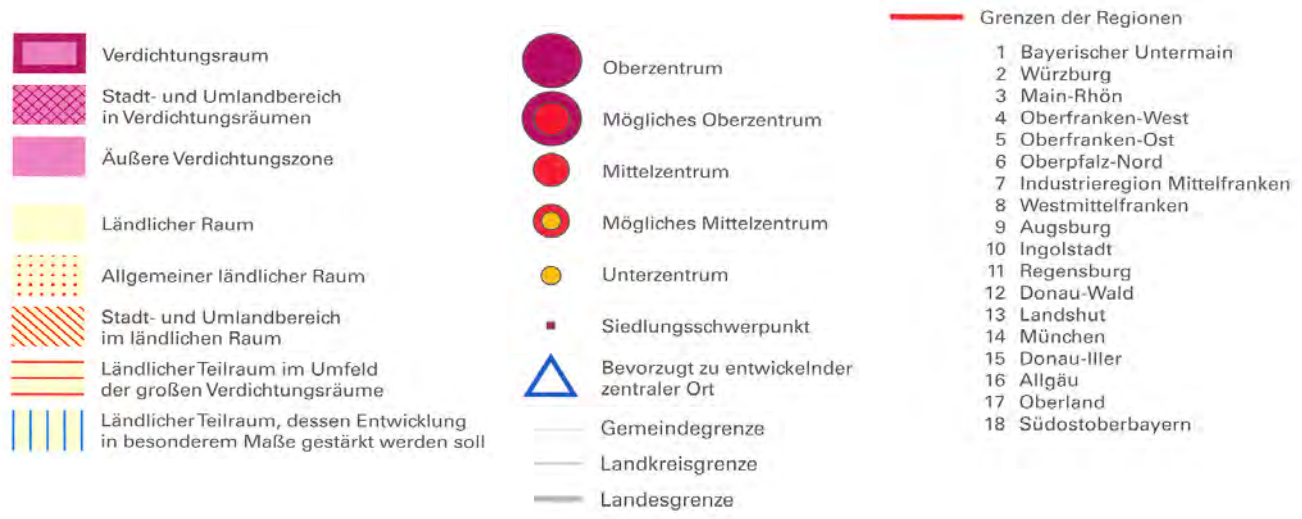 Verdichtungsraum
Stadt- und Umlandbereich
in Verdichtungsräumen
Äußere Verdichtungszone
Ländlicher Raum
Allgemeiner ländlicher Raum
Stadt- und Umlandbereich
im ländlichen Raum
Ländlicher Teilraum im Umfeld
der großen Verdichtungsräume
Ländlicher Teilraum, dessen Entwicklung
in besonderem Maße gestärkt werden soll
Oberzentrum
Mögliches Oberzentrum
Mittelzentrum
Mögliches Mittelzentrum
Unterzentrum
Siedlungsschwerpunkt
Bevorzugt zu entwickelnder
zentraler Ort
Gemeindegrenze
Landkreisgrenze
Landesgrenze
Grenzen der Regionen
1 Bayerischer Untermain
2 Würzburg
3 Main-Rhön
4 Oberfranken-West
5 Oberfranken-Ost
6 Oberpfalz-Nord
7 Industrieregion Mittelfranken
8 Westmittelfranken
9 Augsburg
10 Ingolstadt
11 Regensburg
12 Donau-Wald
13 Landshut
14 München
15 Donau-Iller
16 Allgäu
17 Oberland
18 Südostoberbayern